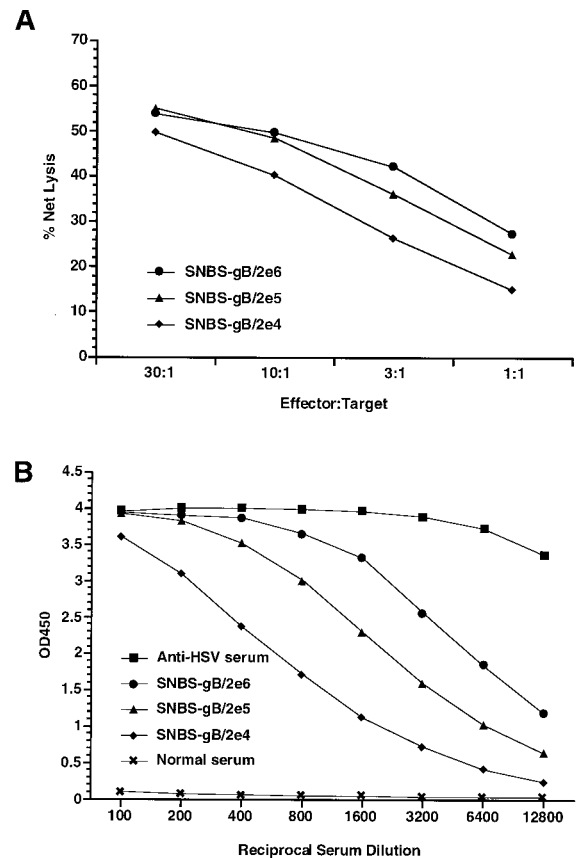 A
70
60
50
40
30
20
10
0
% Net Lysis
SNBS-gB/2e6
SNBS-gB/2e5
SNBS-gB/2e4
30:1 10:1 3:1 1:1
Effector:Target
B
4.5
4
3.5
3
2.5
2
1.5
1
0.5
0
OD450
Anti-HSV serum
SNBS-gB/2e6
SNBS-gB/2e5
SNBS-gB/2e4
Normal serum
100 200 400 800 1600 3200 6400 12800
Reciprocal Serum Dilution